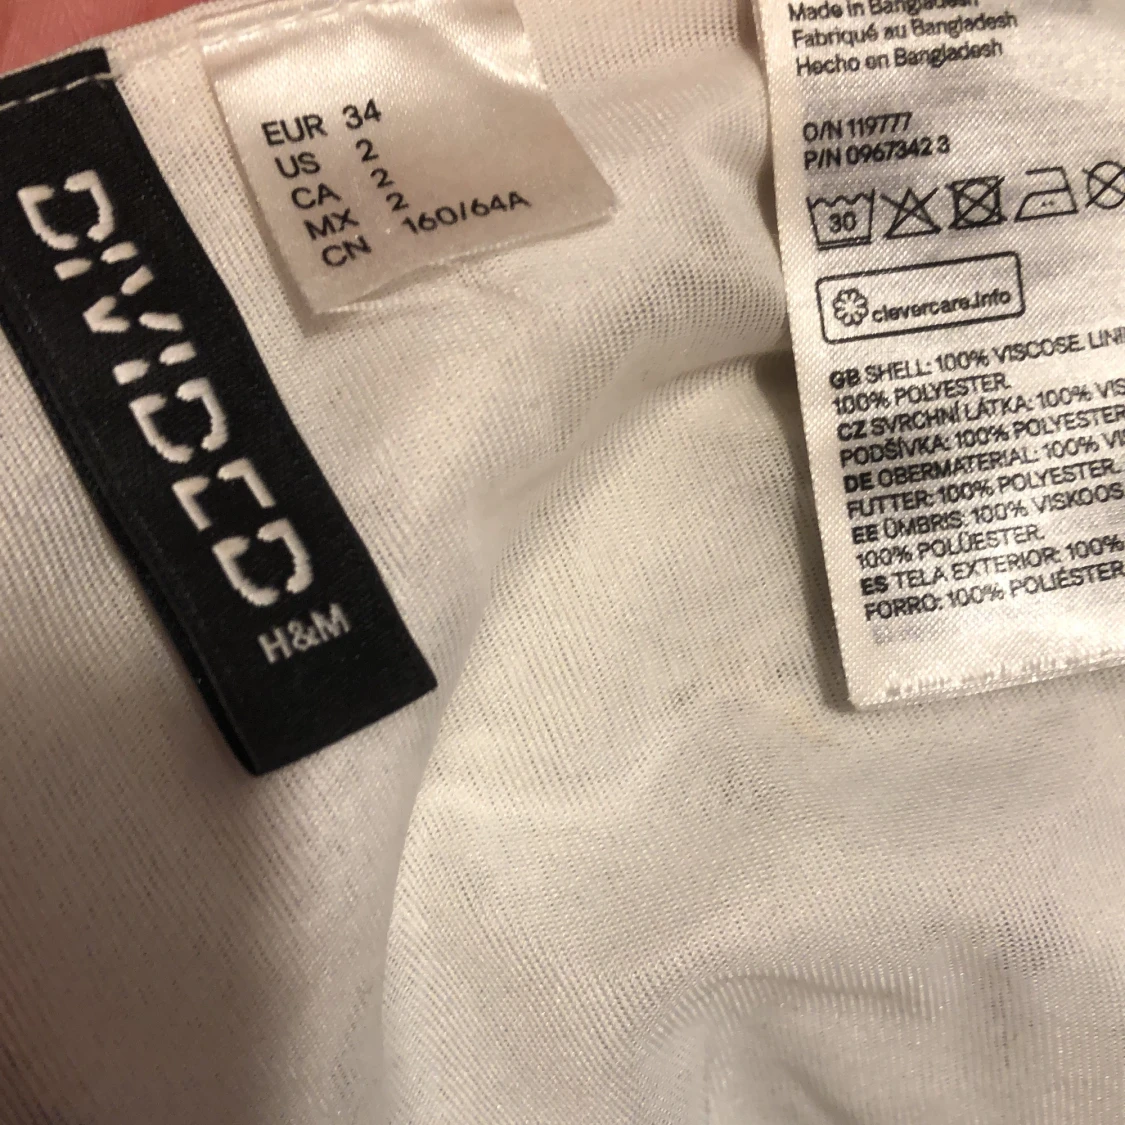 DIVIDED
H&M
EUR 34
US 2
CA 2
MX 2
CN 160/64A
Made in Bangladesh
Fabriqué au Bangladesh
Hecho en Bangladesh
O/N 119777
P/N 0967342 3
30
clevercare.info
GB SHELL: 100% VISCOSE. LINI
100% POLYESTER.
CZ SVRCHNÍ LÁTKA: 100% VIS
PODŠÍVKA: 100% POLYESTER
DE OBERMATERIAL: 100% VI
FUTTER: 100% POLYESTER.
EE ÜMBRIS: 100% VISKOOS.
100% POLÜESTER.
ES TELA EXTERIOR: 100%
FORRO: 100% POLIÉSTER